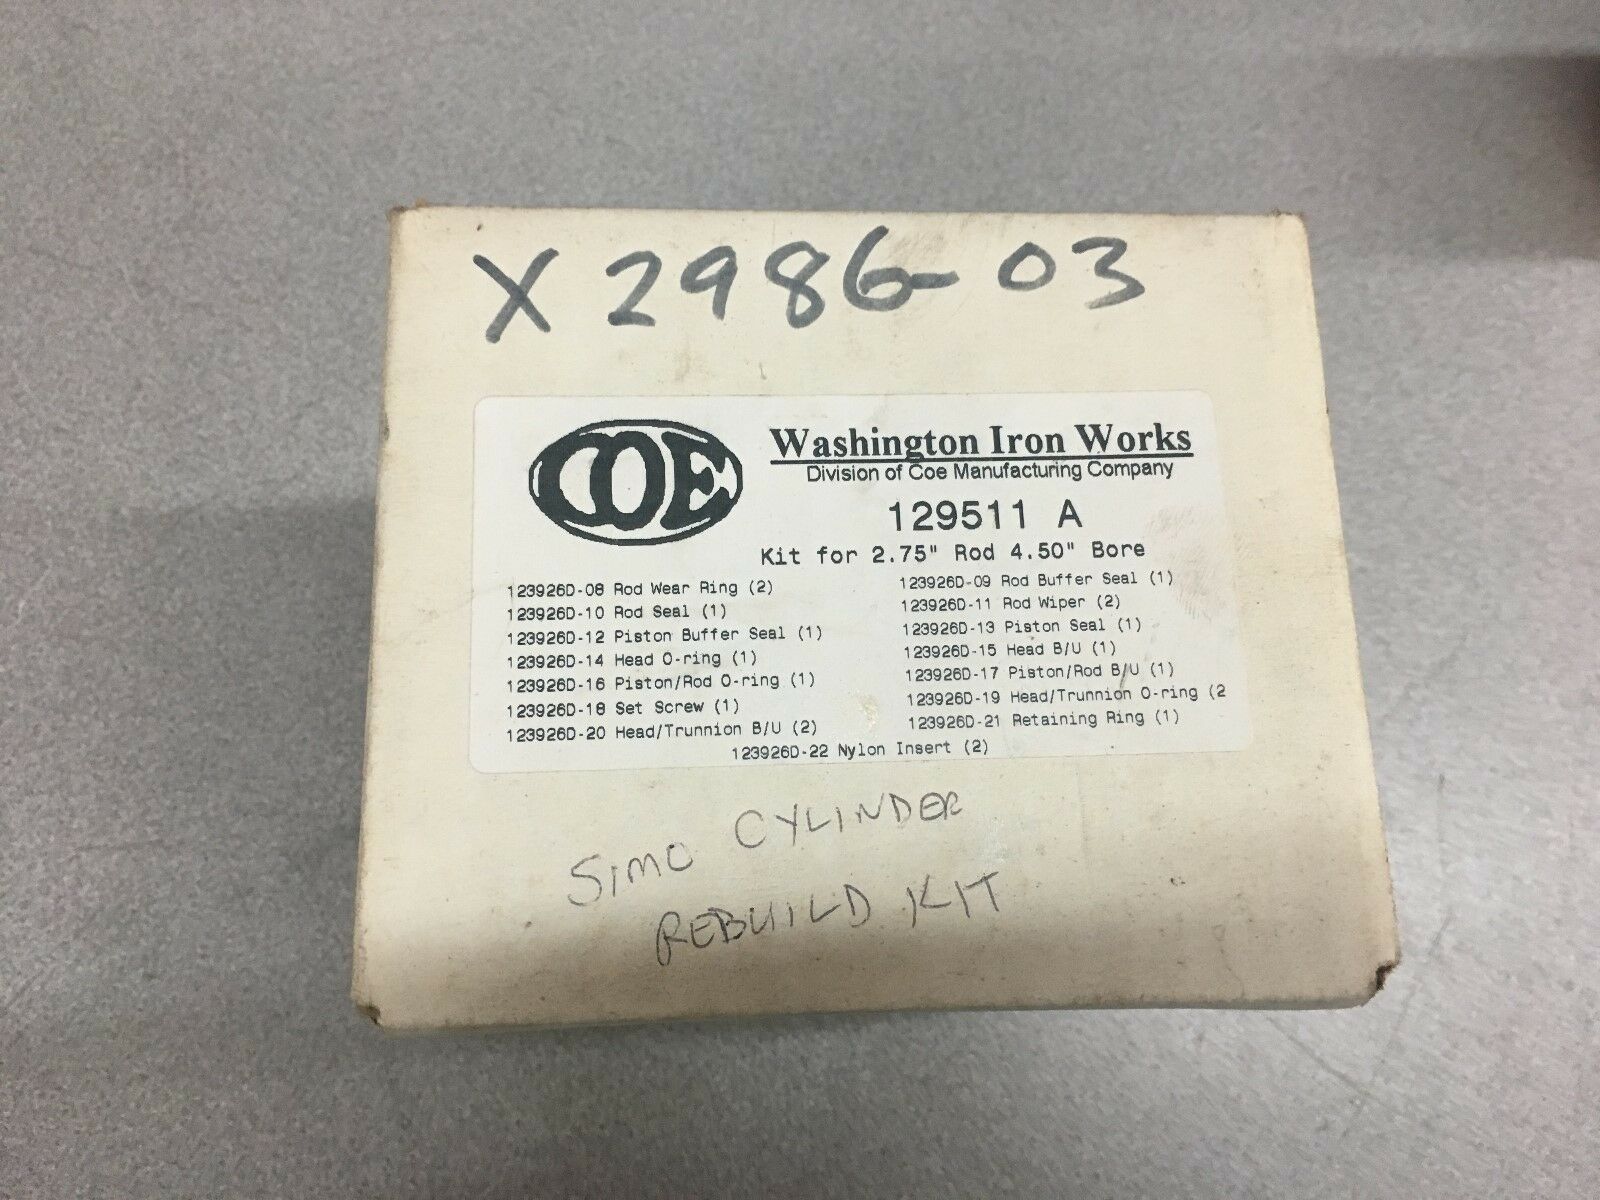 X 2986-03
COE
Washington Iron Works
Division of Coe Manufacturing Company
129511 A
Kit for 2.75" Rod 4.50" Bore
123926D-08 Rod Wear Ring (2) 123926D-09 Rod Buffer Seal (1)
123926D-10 Rod Seal (1) 123926D-11 Rod Wiper (2)
123926D-12 Piston Buffer Seal (1) 123926D-13 Piston Seal (1)
123926D-14 Head O-ring (1) 123926D-15 Head B/U (1)
123926D-16 Piston/Rod O-ring (1) 123926D-17 Piston/Rod B/U (1)
123926D-18 Set Screw (1) 123926D-19 Head/Trunnion O-ring (2
123926D-20 Head/Trunnion B/U (2) 123926D-21 Retaining Ring (1)
123926D-22 Nylon Insert (2)
SIMO CYLINDER
REBUILD KIT